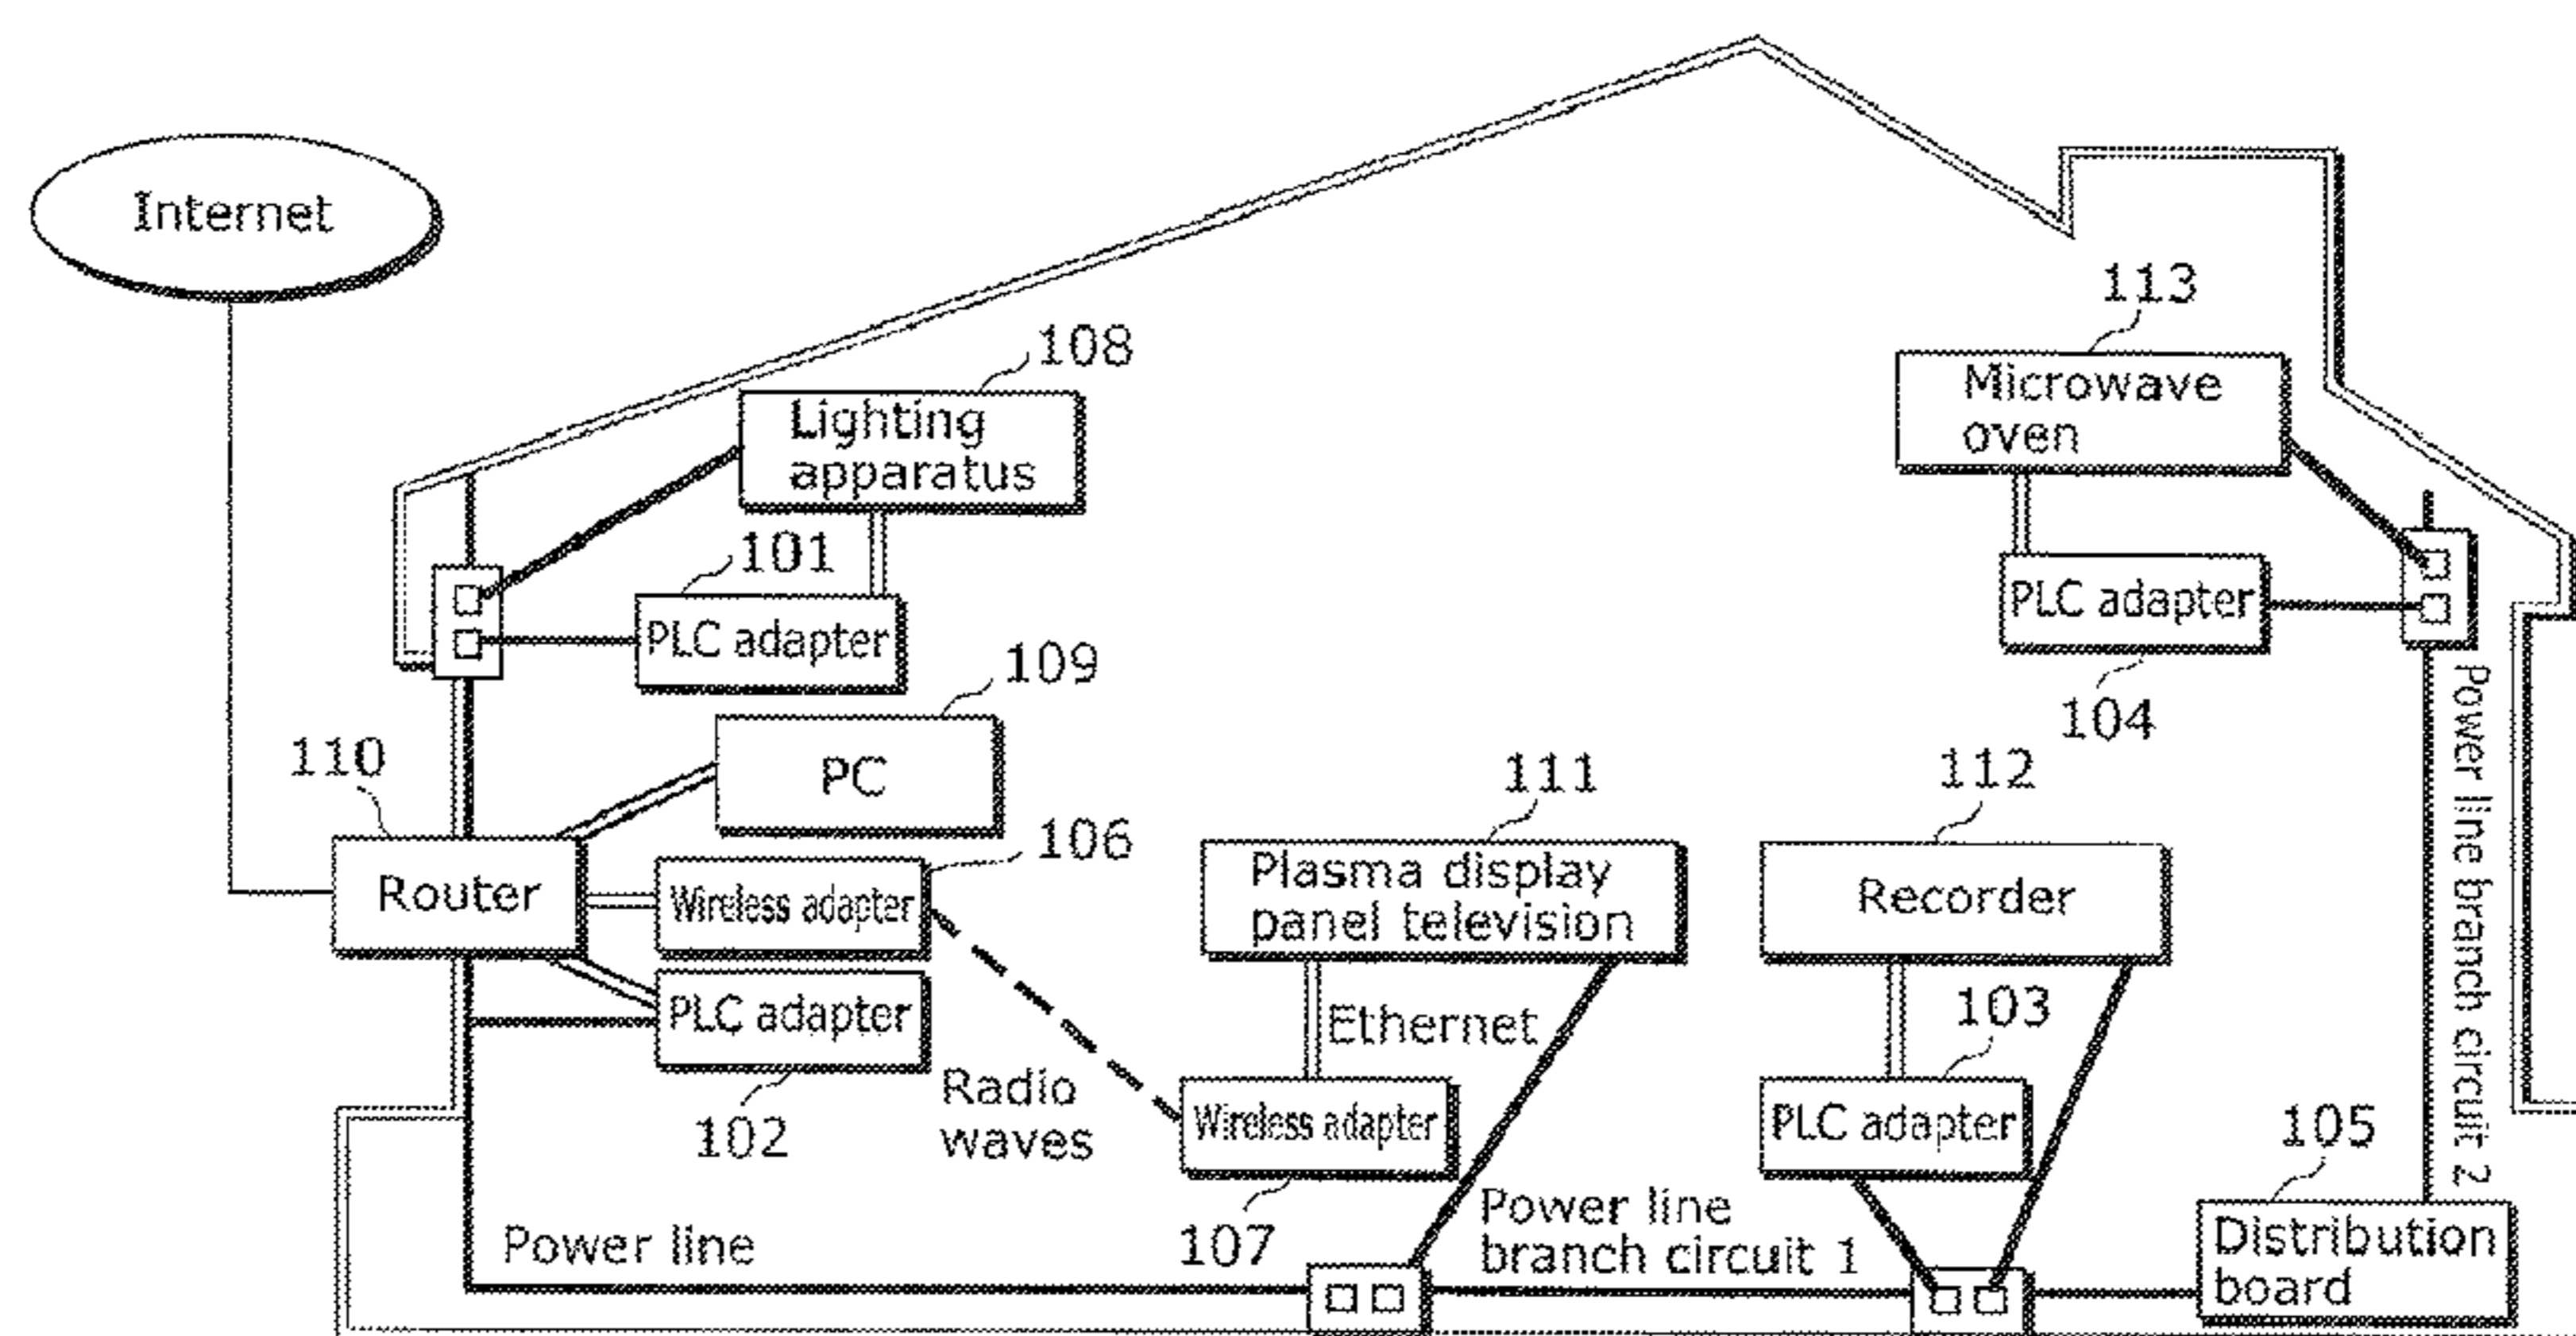 Internet
113
108
Microwave
oven
Lighting
apparatus
101
PLC adapter
PLC adapter
109
104
110
PC
111
112
106
Router
Wireless adapter
Plasma display
panel television
Recorder
PLC adapter
Ethernet
103
102
Radio
waves
Wireless adapter
PLC adapter
105
107
Power line
branch circuit 1
Power line
Distribution
board
Power line branch circuit 2